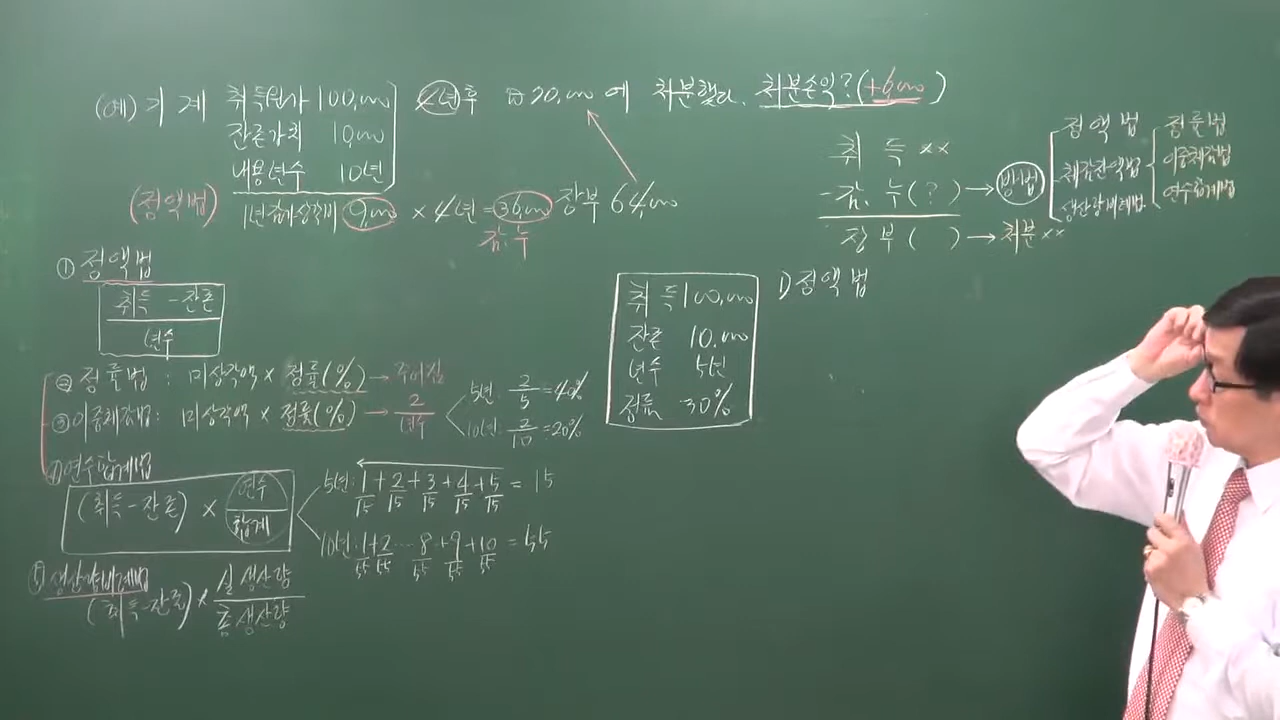 (예) 기계 취득원가 100,000 4년후 ₩70,000에 처분했다. 처분손익?(+6,000)
잔존가치 10,000
내용년수 10년
(정액법) 1년감가상각비 9,000 × 4년 = 36,000 장부 64,000
감.누
취득 ××
-감.누(?) → 방법
장부( ) → 처분××
정액법
체감잔액법
생산량비례법
정률법
이중체감법
연수합계법
① 정액법
취득 - 잔존
년수
② 정률법 : 미상각액 × 정률(%) → 주어짐
③ 이중체감법 : 미상각액 × 정률(%) → 2/년수
5년. 2/5 = 40%
10년. 2/10 = 20%
④ 연수합계법
(취득 - 잔존) × 연수/합계
5년: 1/15 + 2/15 + 3/15 + 4/15 + 5/15 = 15
10년. 1/55 + 2/55 … 8/55 + 9/55 + 10/55 = 55
⑤ 생산량비례법
(취득 - 잔존) × 실생산량/총생산량
취득 100,000
잔존 10,000
년수 5년
정률 30%
1) 정액법